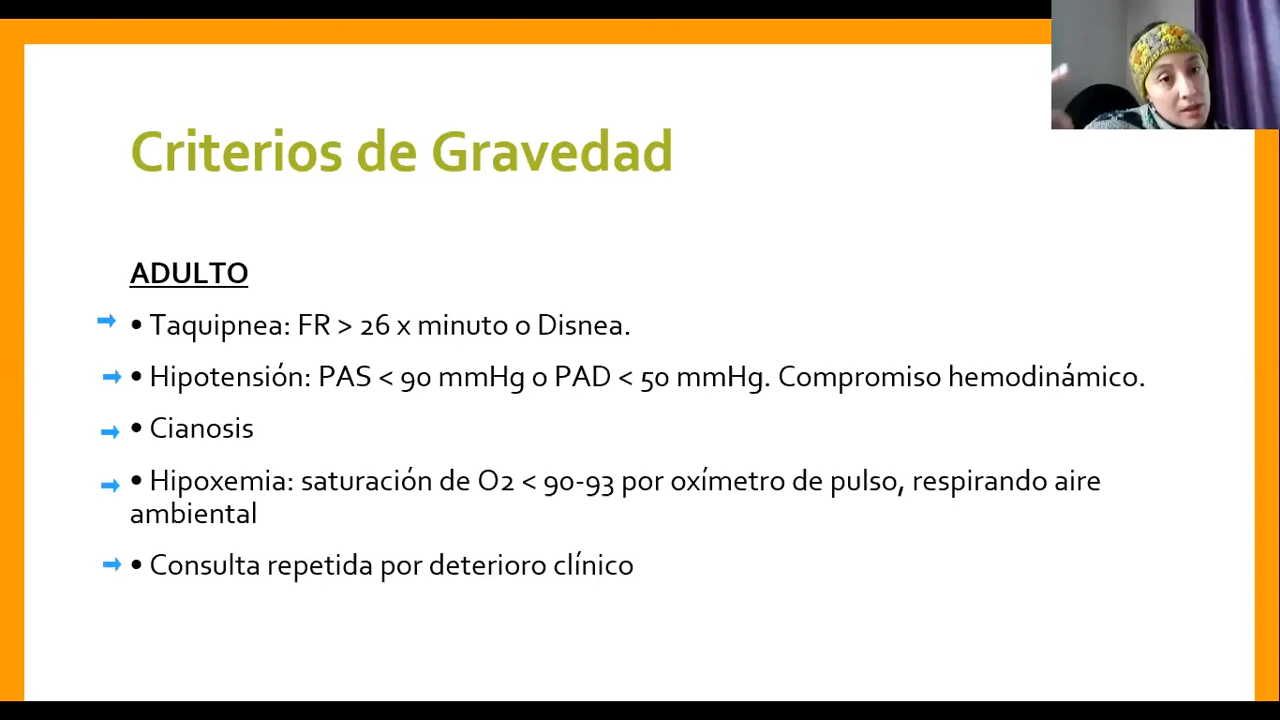 Criterios de Gravedad
ADULTO
• Taquipnea: FR > 26 x minuto o Disnea.
• Hipotensión: PAS < 90 mmHg o PAD < 50 mmHg. Compromiso hemodinámico.
• Cianosis
• Hipoxemia: saturación de O2 < 90-93 por oxímetro de pulso, respirando aire
ambiental
• Consulta repetida por deterioro clínico